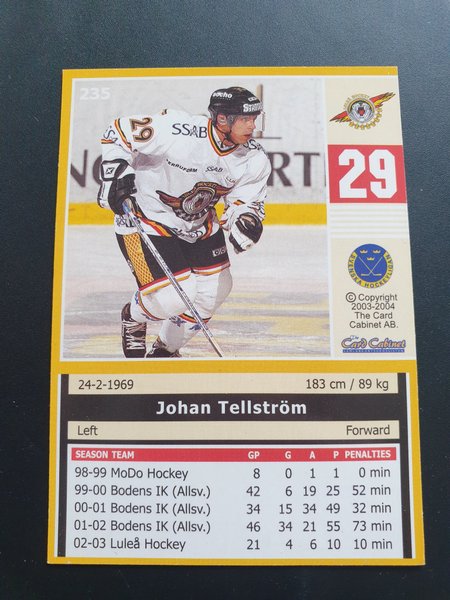 235
29
SSAB
SSAB
29
SVENSKA HOCKEYLIGAN
© Copyright
2003-2004
The Card
Cabinet AB.
The
Card Cabinet
24-2-1969 183 cm / 89 kg
Johan Tellström
Left Forward
SEASON TEAM GP G A P PENALTIES
98-99 MoDo Hockey 8 0 1 1 0 min
99-00 Bodens IK (Allsv.) 42 6 19 25 52 min
00-01 Bodens IK (Allsv.) 34 15 34 49 32 min
01-02 Bodens IK (Allsv.) 46 34 21 55 73 min
02-03 Luleå Hockey 21 4 6 10 10 min